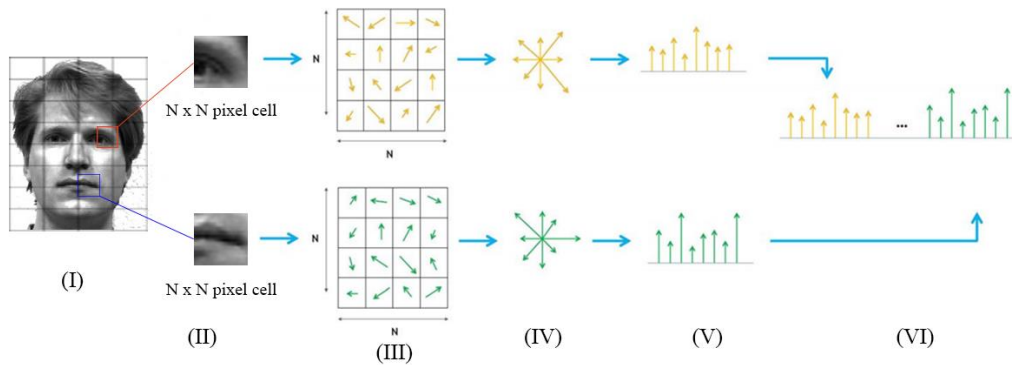 N x N pixel cell
N
N
N x N pixel cell
N
N
...
(I)
(II)
(III)
(IV)
(V)
(VI)